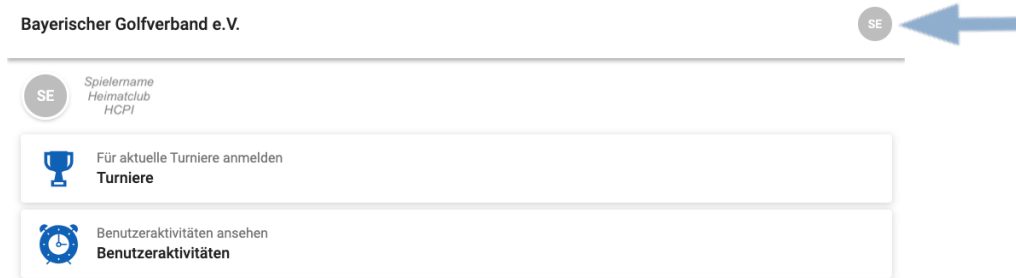 Bayerischer Golfverband e.V.
SE
SE
Spielername
Heimatclub
HCPI
Für aktuelle Turniere anmelden
Turniere
Benutzeraktivitäten ansehen
Benutzeraktivitäten